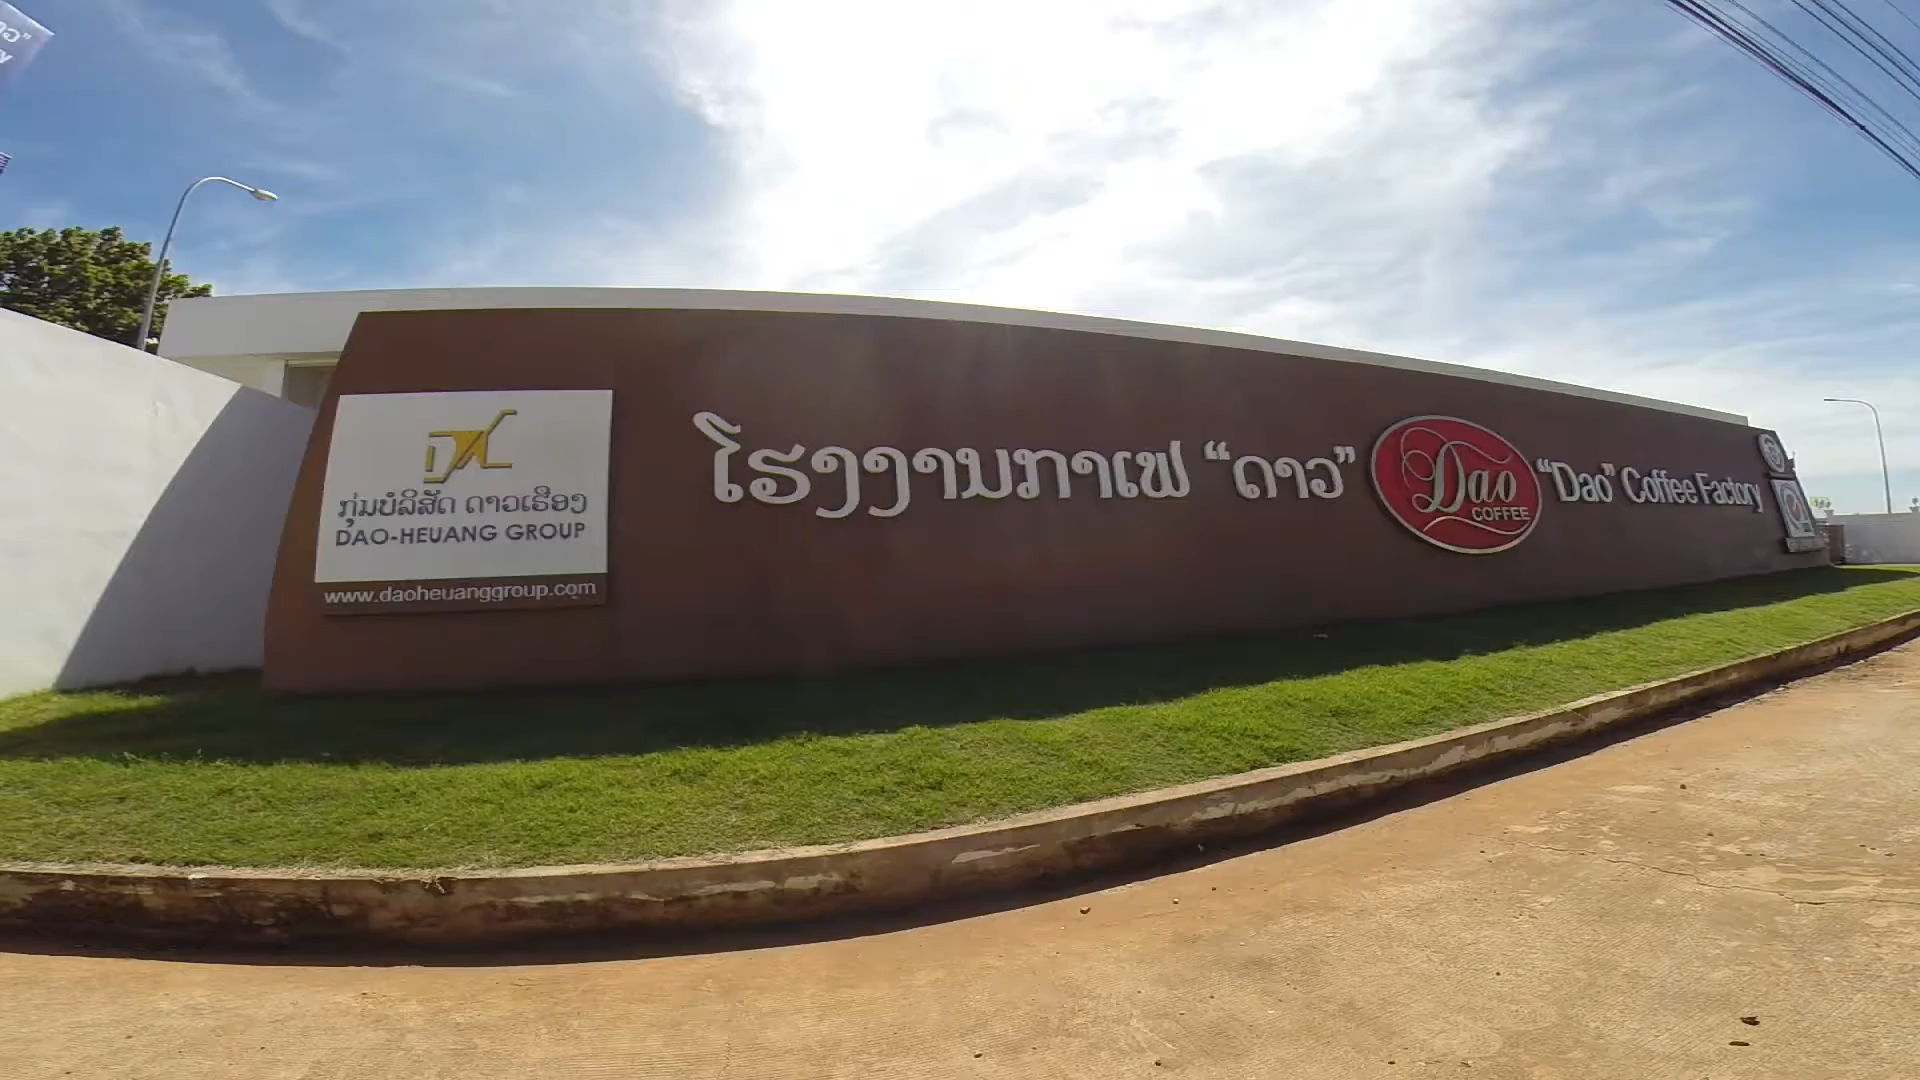 ກຸ່ມບໍລິສັດ ດາວເຮືອງ
DAO-HEUANG GROUP
www.daoheuanggroup.com
ໂຮງງານກາເຟ “ດາວ”
Dao
COFFEE
“Dao” Coffee Factory